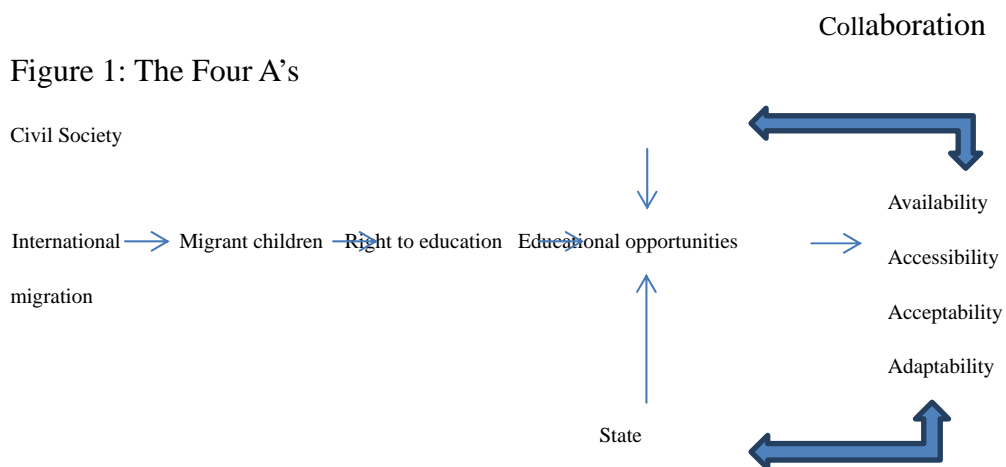 Collaboration
Figure 1: The Four A's
Civil Society
Availability
International Migrant children Right to education Educational opportunities
Accessibility
migration
Acceptability
Adaptability
State